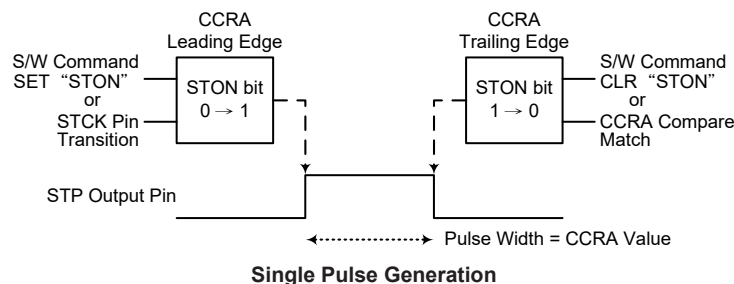 CCRA
Leading Edge
S/W Command
SET “STON”
or
STCK Pin
Transition
STON bit
0 → 1
CCRA
Trailing Edge
STON bit
1 → 0
S/W Command
CLR “STON”
or
CCRA Compare
Match
STP Output Pin
Pulse Width = CCRA Value
Single Pulse Generation